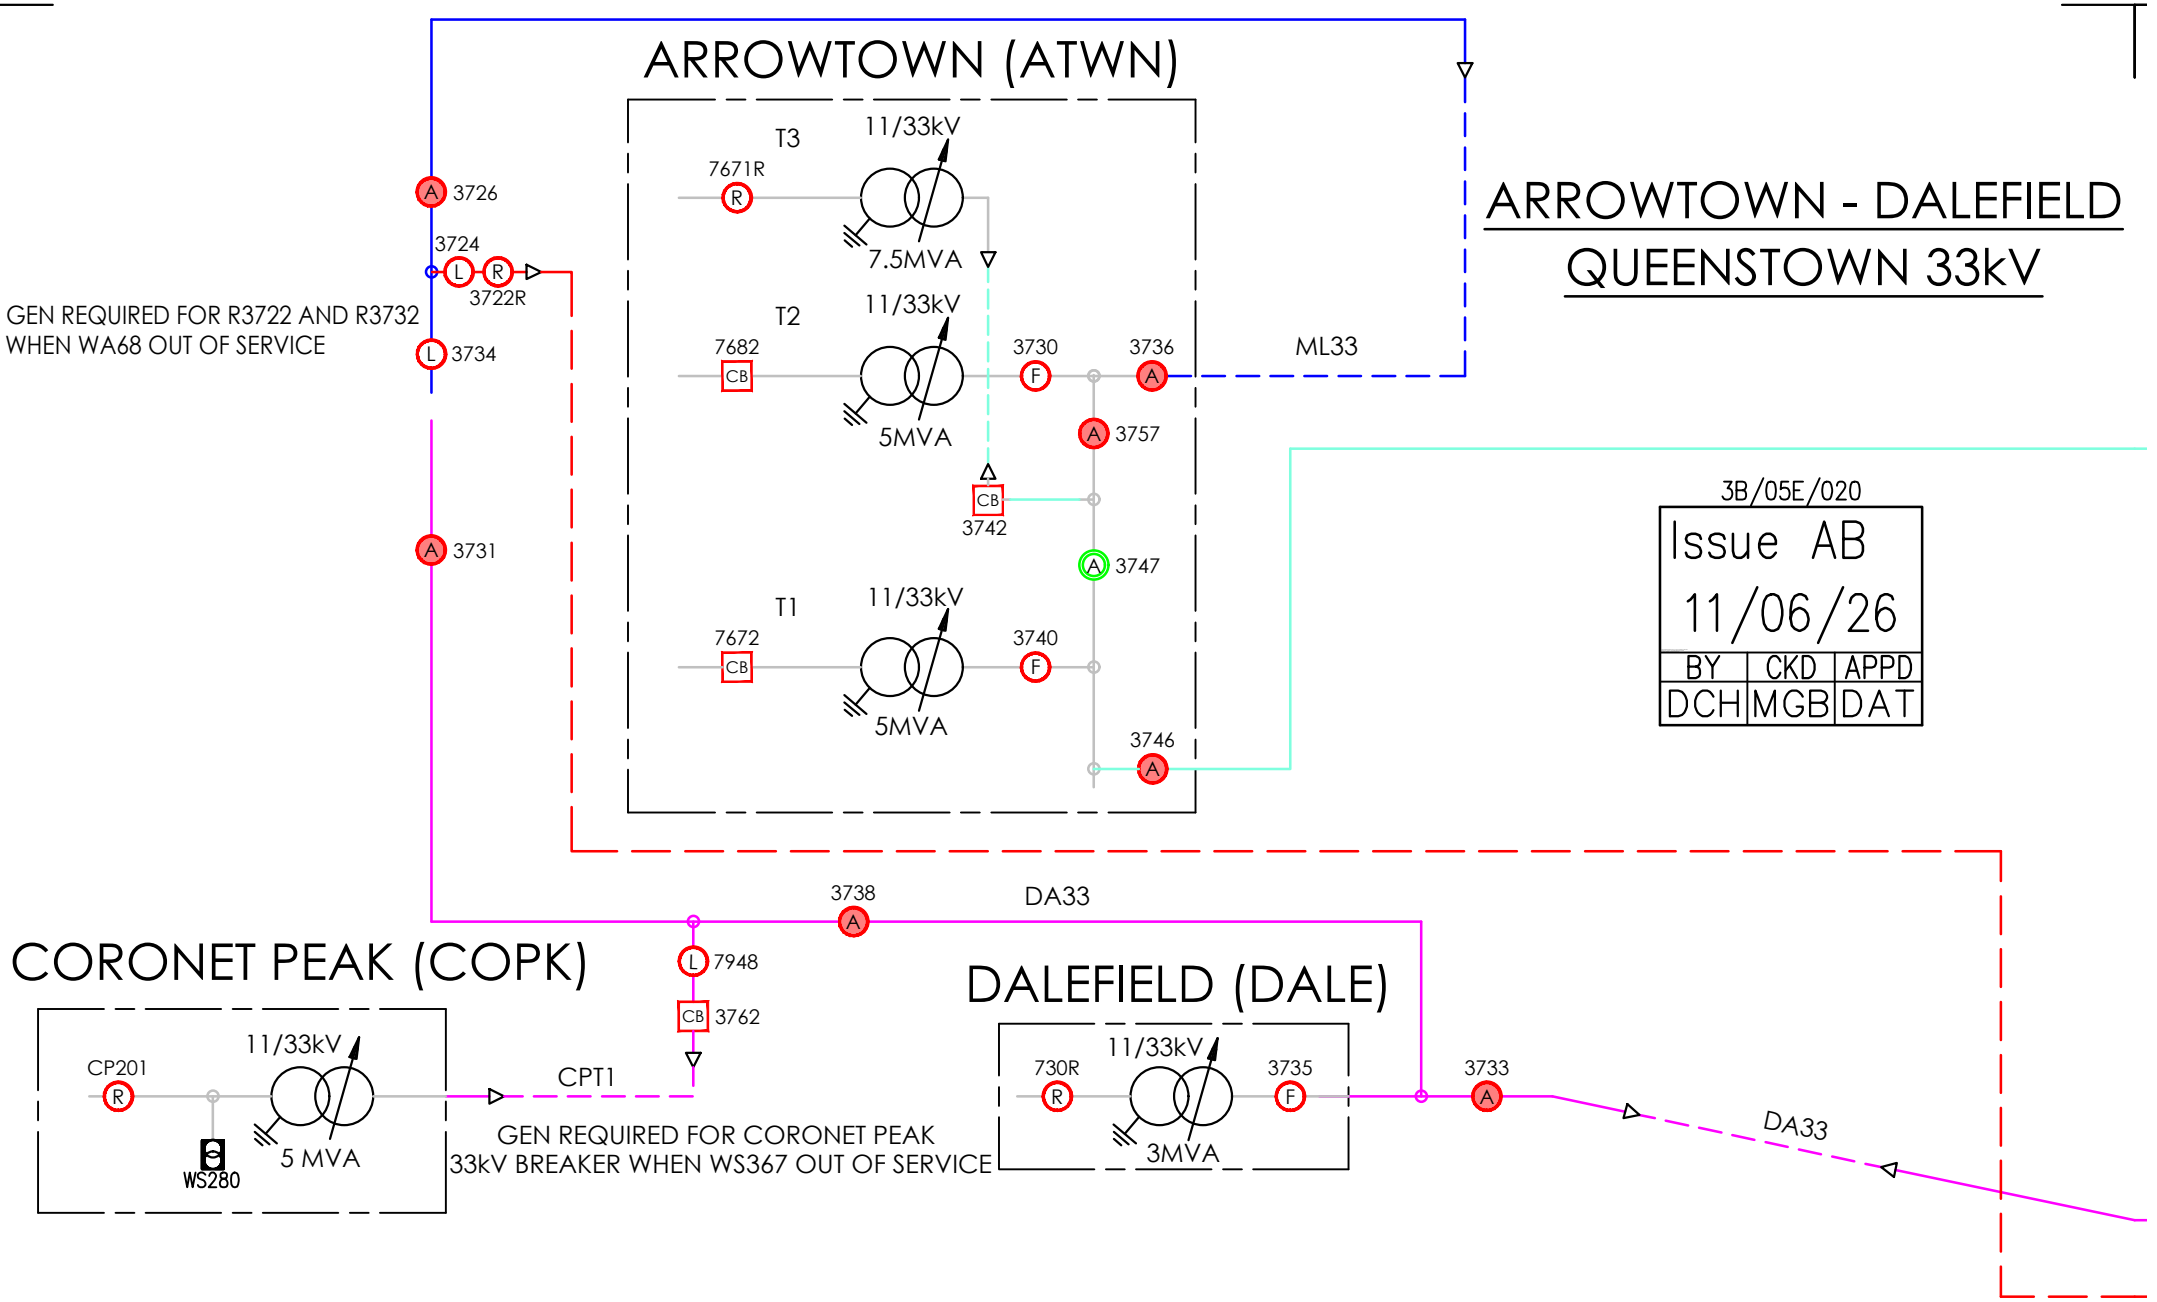 ARROWTOWN (ATWN)
T3
11/33kV
7671R
R
7.5MVA
A
3726
3724
L
R
3722R
GEN REQUIRED FOR R3722 AND R3732
WHEN WA68 OUT OF SERVICE
L
3734
ARROWTOWN - DALEFIELD
QUEENSTOWN 33kV
T2
11/33kV
7682
CB
5MVA
3730
F
3736
A
ML33
A
3757
CB
3742
A
3747
A
3731
T1
11/33kV
7672
CB
5MVA
3740
F
3746
A
3B/05E/020
Issue AB
11/06/26
BY CKD APPD
DCH MGB DAT
3738
A
DA33
CORONET PEAK (COPK)
L
7948
CB
3762
DALEFIELD (DALE)
11/33kV
CP201
R
WS280
5 MVA
CPT1
GEN REQUIRED FOR CORONET PEAK
33kV BREAKER WHEN WS367 OUT OF SERVICE
11/33kV
730R
R
3MVA
3735
F
3733
A
DA33